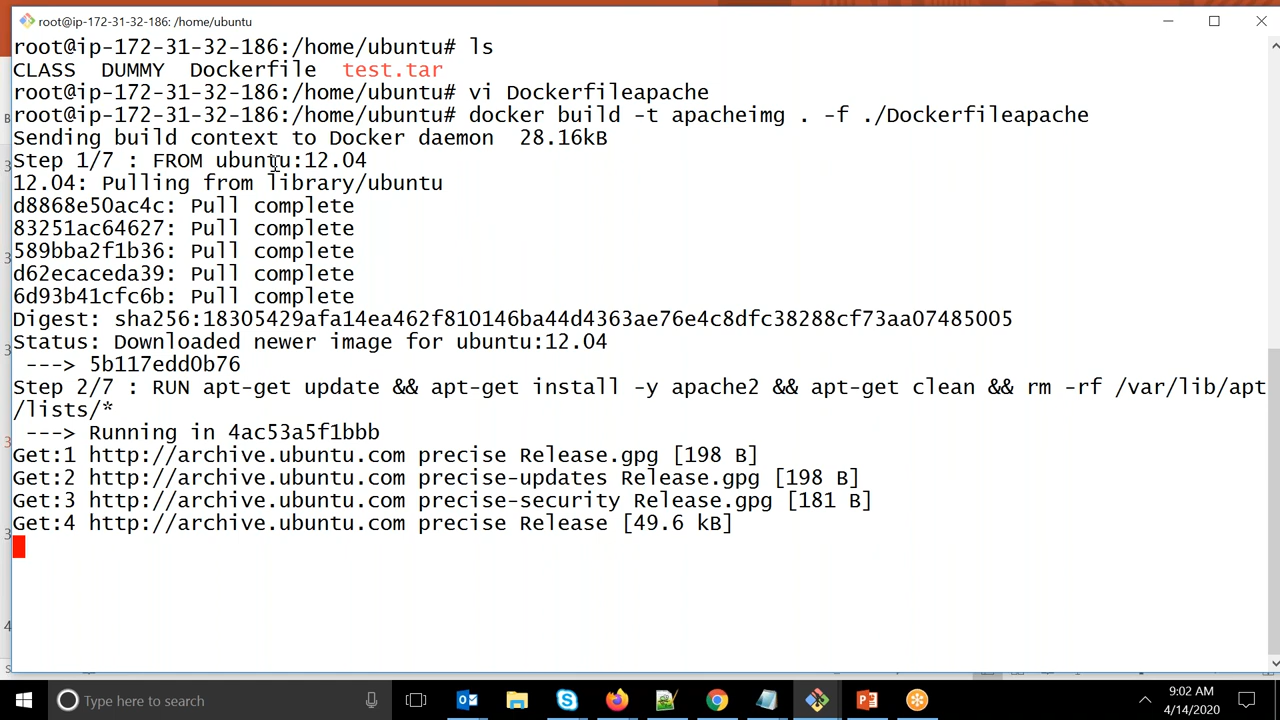 root@ip-172-31-32-186: /home/ubuntu
root@ip-172-31-32-186:/home/ubuntu# ls
CLASS  DUMMY  Dockerfile  test.tar
root@ip-172-31-32-186:/home/ubuntu# vi Dockerfileapache
root@ip-172-31-32-186:/home/ubuntu# docker build -t apacheimg . -f ./Dockerfileapache
Sending build context to Docker daemon  28.16kB
Step 1/7 : FROM ubuntu:12.04
12.04: Pulling from library/ubuntu
d8868e50ac4c: Pull complete
83251ac64627: Pull complete
589bba2f1b36: Pull complete
d62ecaceda39: Pull complete
6d93b41cfc6b: Pull complete
Digest: sha256:18305429afa14ea462f810146ba44d4363ae76e4c8dfc38288cf73aa07485005
Status: Downloaded newer image for ubuntu:12.04
 ---> 5b117edd0b76
Step 2/7 : RUN apt-get update && apt-get install -y apache2 && apt-get clean && rm -rf /var/lib/apt
/lists/*
 ---> Running in 4ac53a5f1bbb
Get:1 http://archive.ubuntu.com precise Release.gpg [198 B]
Get:2 http://archive.ubuntu.com precise-updates Release.gpg [198 B]
Get:3 http://archive.ubuntu.com precise-security Release.gpg [181 B]
Get:4 http://archive.ubuntu.com precise Release [49.6 kB]
Type here to search
9:02 AM
4/14/2020